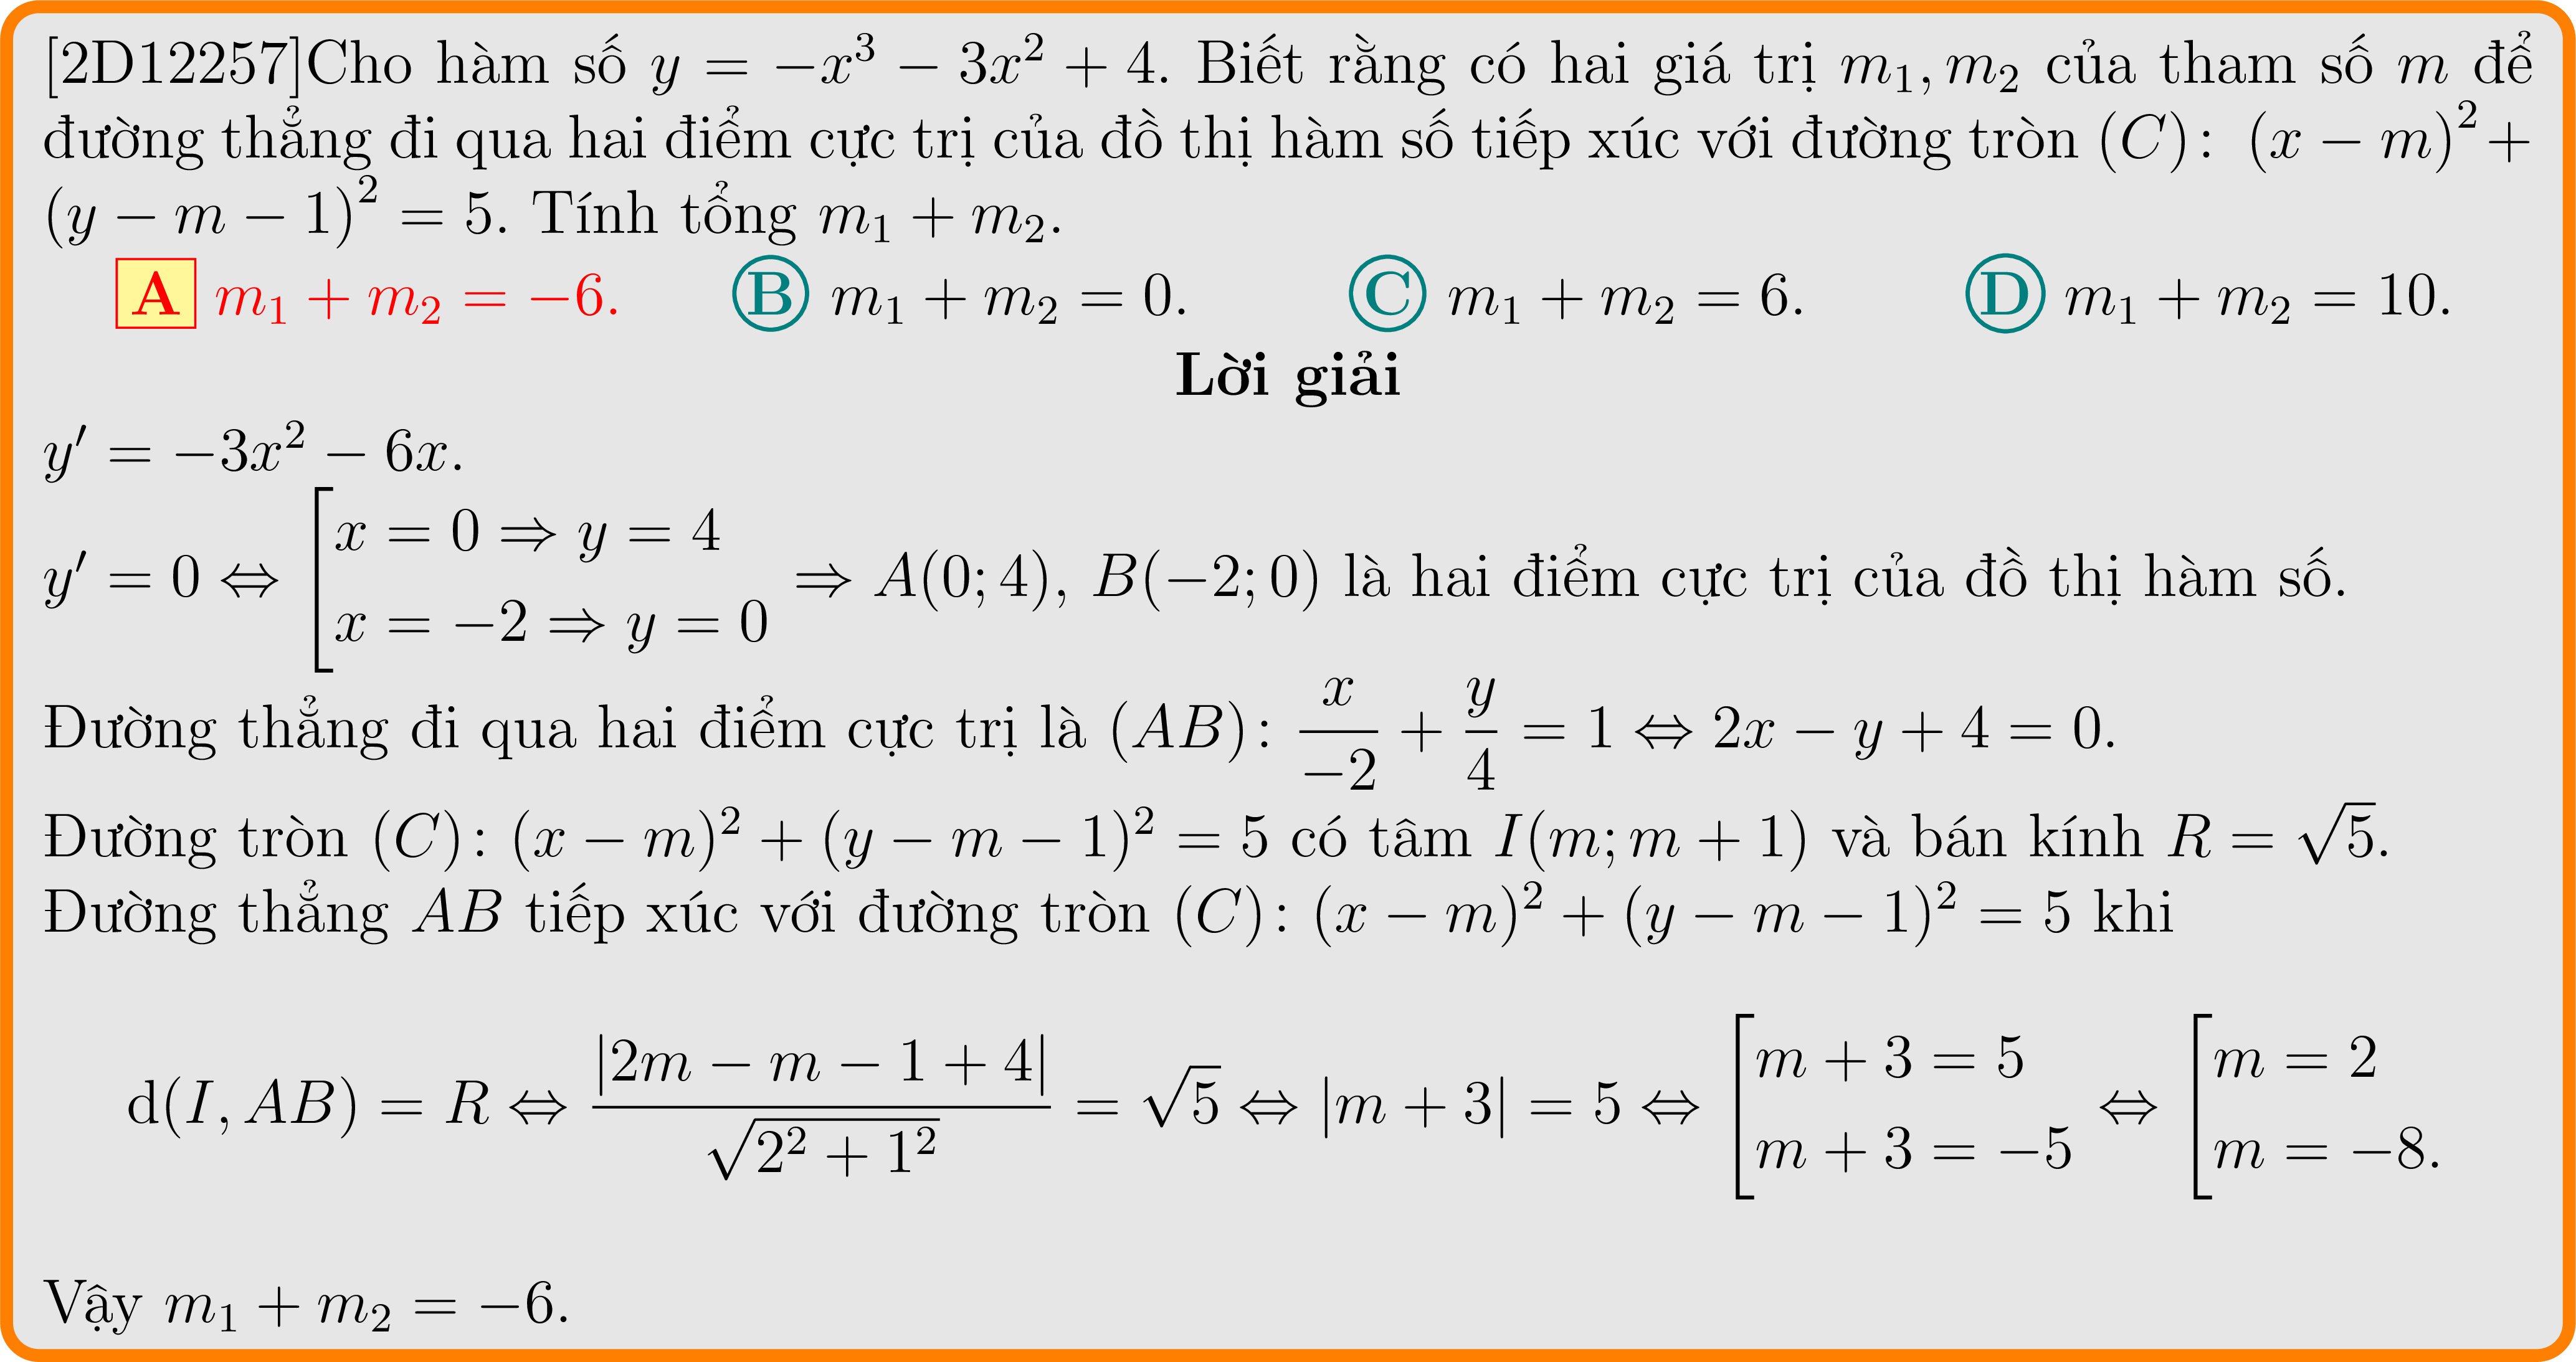 [2D12257]Cho hàm số $y = -x^3 - 3x^2 + 4$. Biết rằng có hai giá trị $m_1, m_2$ của tham số $m$ để
đường thẳng đi qua hai điểm cực trị của đồ thị hàm số tiếp xúc với đường tròn $(C)\colon (x - m)^2 +$
$(y - m - 1)^2 = 5$. Tính tổng $m_1 + m_2$.
A $m_1 + m_2 = -6$. B $m_1 + m_2 = 0$. C $m_1 + m_2 = 6$. D $m_1 + m_2 = 10$.
Lời giải
$y' = -3x^2 - 6x$.
$y' = 0 \Leftrightarrow \left[\begin{array}{l} x = 0 \Rightarrow y = 4 \\ x = -2 \Rightarrow y = 0 \end{array}\right. \Rightarrow A(0; 4), B(-2; 0)$ là hai điểm cực trị của đồ thị hàm số.
Đường thẳng đi qua hai điểm cực trị là $(AB)\colon \dfrac{x}{-2} + \dfrac{y}{4} = 1 \Leftrightarrow 2x - y + 4 = 0$.
Đường tròn $(C)\colon (x - m)^2 + (y - m - 1)^2 = 5$ có tâm $I(m; m + 1)$ và bán kính $R = \sqrt{5}$.
Đường thẳng $AB$ tiếp xúc với đường tròn $(C)\colon (x - m)^2 + (y - m - 1)^2 = 5$ khi
$\mathrm{d}(I, AB) = R \Leftrightarrow \dfrac{|2m - m - 1 + 4|}{\sqrt{2^2 + 1^2}} = \sqrt{5} \Leftrightarrow |m + 3| = 5 \Leftrightarrow \left[\begin{array}{l} m + 3 = 5 \\ m + 3 = -5 \end{array}\right. \Leftrightarrow \left[\begin{array}{l} m = 2 \\ m = -8. \end{array}\right.$
Vậy $m_1 + m_2 = -6$.